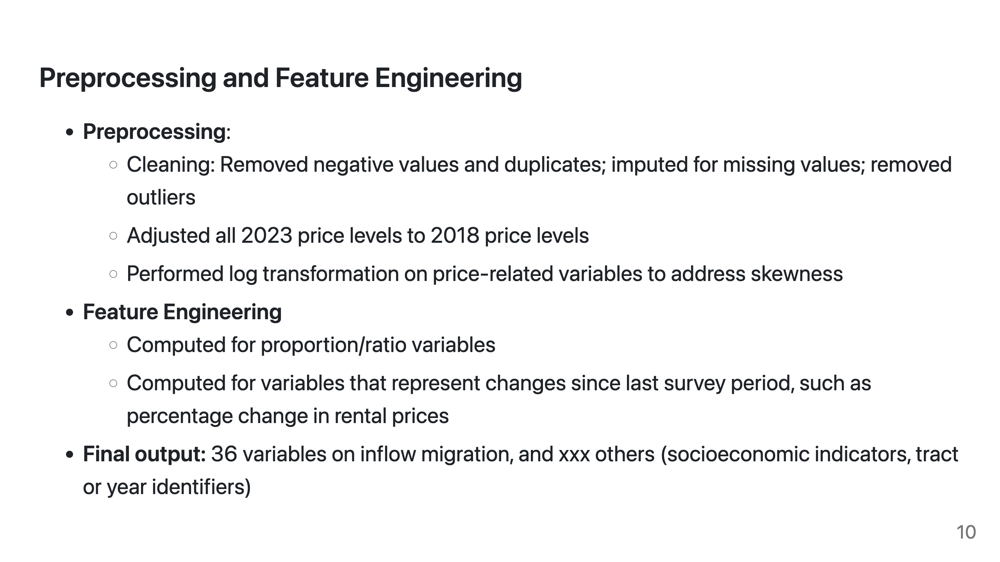 Preprocessing and Feature Engineering
• Preprocessing:
○ Cleaning: Removed negative values and duplicates; imputed for missing values; removed
outliers
○ Adjusted all 2023 price levels to 2018 price levels
○ Performed log transformation on price-related variables to address skewness
• Feature Engineering
○ Computed for proportion/ratio variables
○ Computed for variables that represent changes since last survey period, such as
percentage change in rental prices
• Final output: 36 variables on inflow migration, and xxx others (socioeconomic indicators, tract
or year identifiers)
10